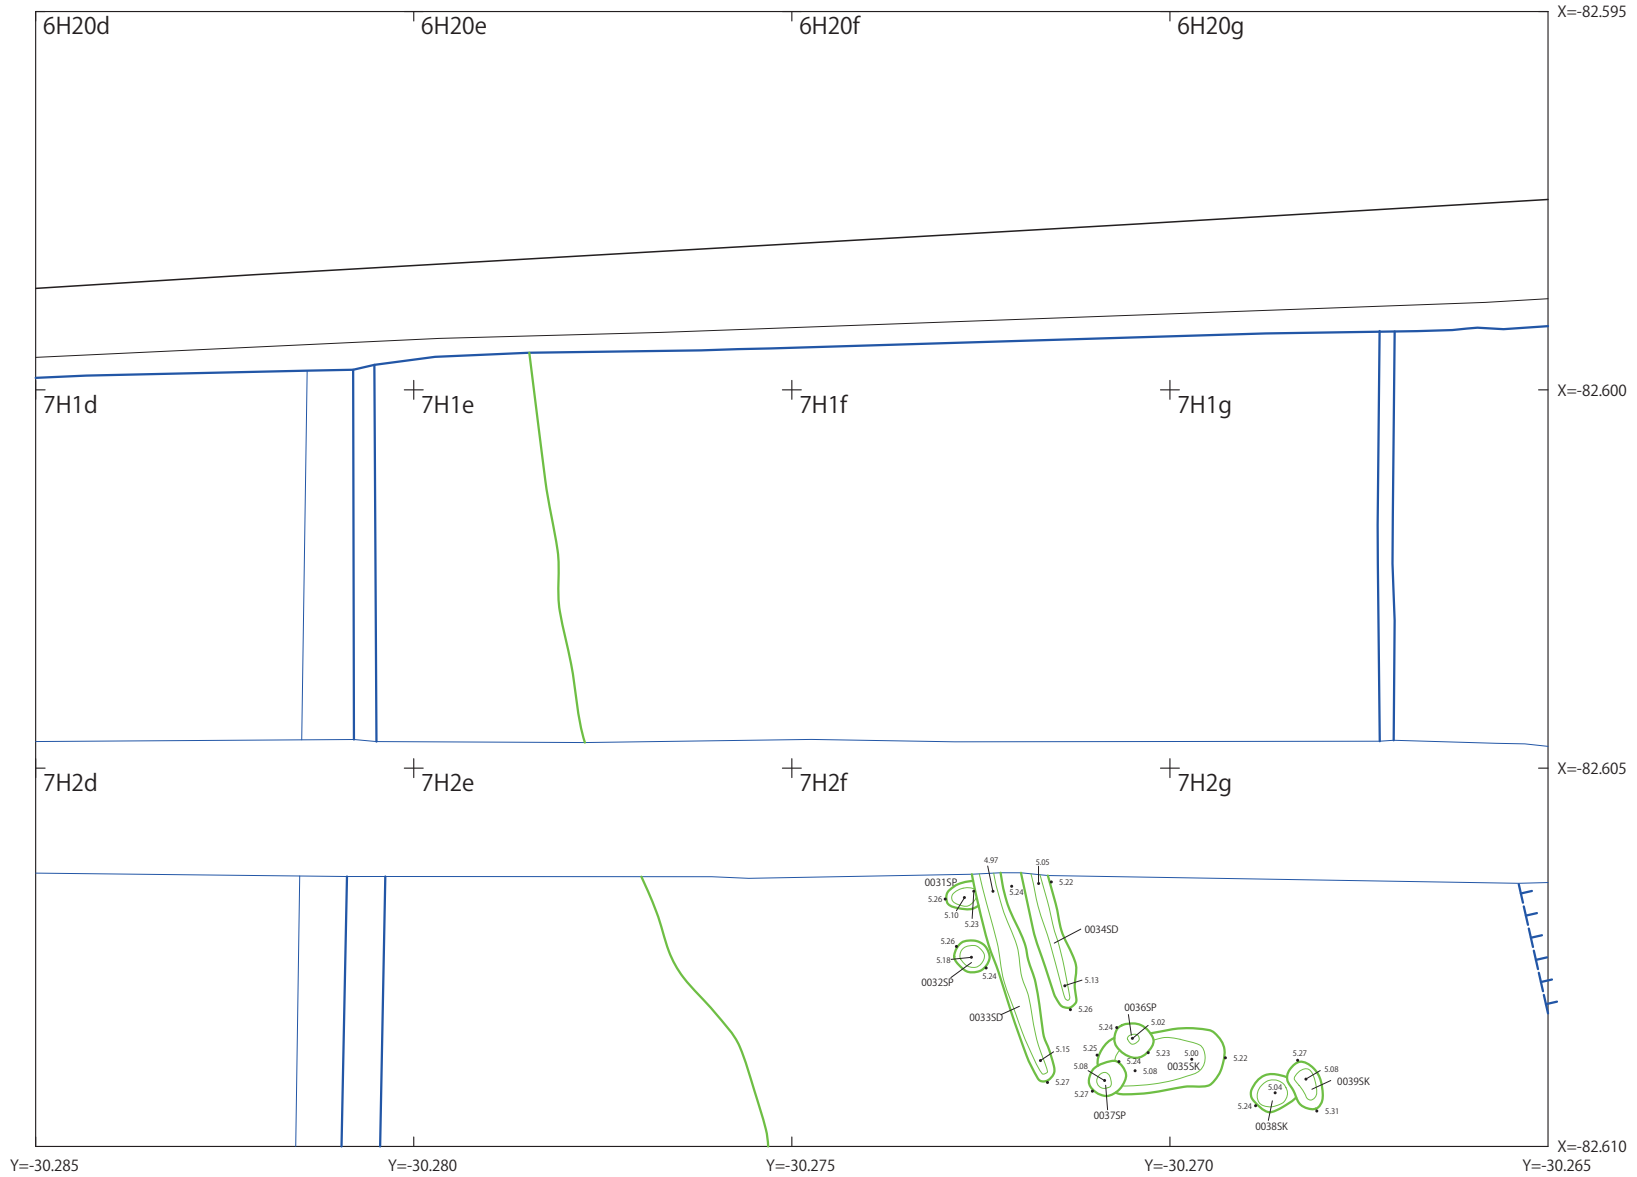 6H20d 6H20e 6H20f 6H20g X=-82.595
7H1d 7H1e 7H1f 7H1g X=-82.600
7H2d 7H2e 7H2f 7H2g X=-82.605
4.97 5.05
0031SP 5.24 5.22
5.26
5.10
5.23
0034SD
5.26
5.18
5.24
0032SP 5.13
0033SD 5.26
0036SP
5.24 5.02
5.15 5.25 5.23 5.00 5.22 5.27
5.24
5.08 5.08 0035SK 5.08
5.27 0039SK
5.27 5.04
5.24 5.31
0037SP
0038SK
X=-82.610
Y=-30.285 Y=-30.280 Y=-30.275 Y=-30.270 Y=-30.265